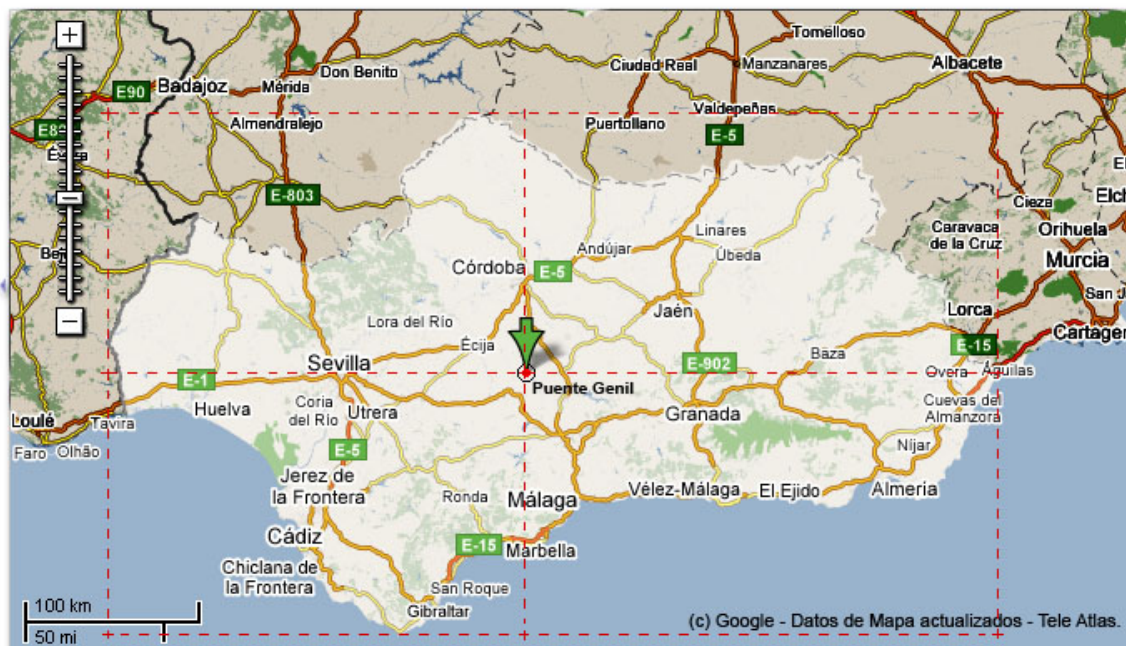 Tomelloso
Ciudad Real
Manzanares
Albacete
Don Benito
Badajoz
Mérida
E90
Valdepeñas
Almendralejo
Puertollano
E-5
E-803
Cieza
Elch
Caravaca
de la Cruz
Orihuela
Linares
Andújar
Úbeda
Murcia
Córdoba
E-5
San J
Lora del Río
Jaén
Lorca
Cartagen
Écija
E-15
Sevilla
Baza
E-902
Overa
Águilas
E-1
Puente Genil
Huelva
Coria
del Río
Utrera
Granada
Cuevas del
Almanzora
Loulé
Tavira
Faro
Olhão
E-5
Níjar
Jerez de
la Frontera
Ronda
Málaga
Vélez-Málaga
El Ejido
Almeria
Cádiz
E-15
Marbella
Chiclana de
la Frontera
San Roque
Gibraltar
100 km
50 mi
(c) Google - Datos de Mapa actualizados - Tele Atlas.